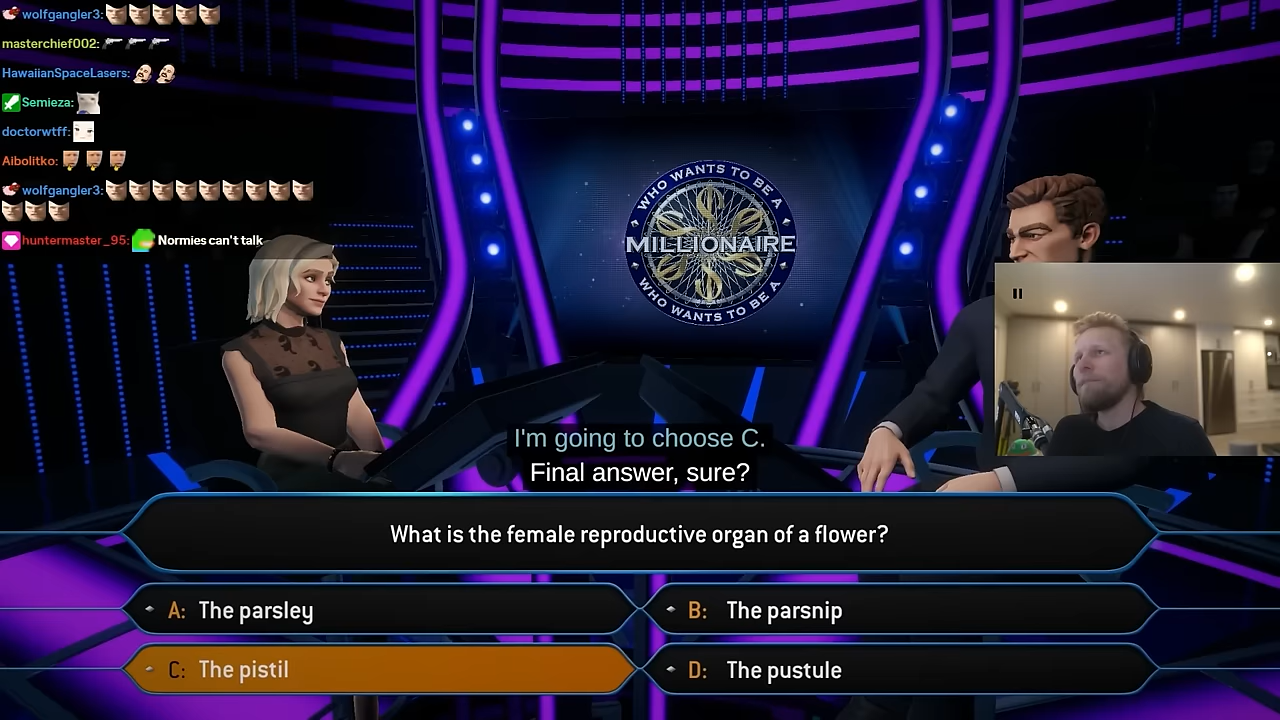 wolfgangler3:
masterchief002:
HawaiianSpaceLasers:
Semieza:
doctorwtff:
Aibolitko:
wolfgangler3:
huntermaster_95: Normies can't talk
WHO WANTS TO BE A
MILLIONAIRE
WHO WANTS TO BE A
I'm going to choose C.
Final answer, sure?
What is the female reproductive organ of a flower?
A: The parsley
B: The parsnip
C: The pistil
D: The pustule